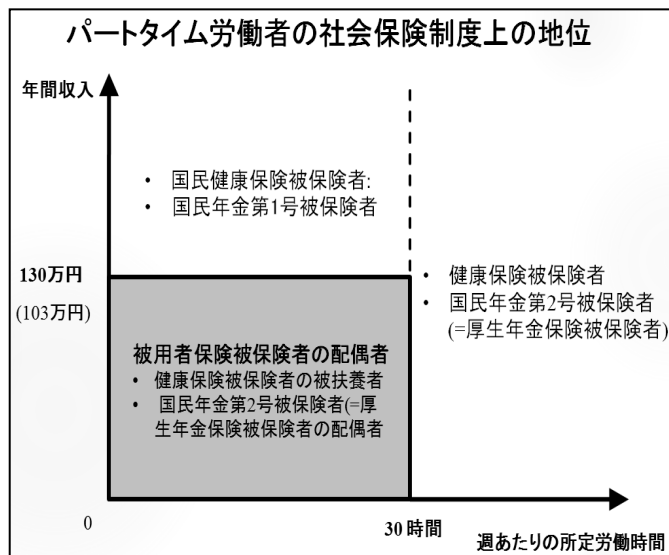 パートタイム労働者の社会保険制度上の地位
年間収入
• 国民健康保険被保険者:
• 国民年金第1号被保険者
130万円
(103万円)
• 健康保険被保険者
• 国民年金第2号被保険者
(=厚生年金保険被保険者)
被用者保険被保険者の配偶者
• 健康保険被保険者の被扶養者
• 国民年金第2号被保険者(=厚
生年金保険被保険者の配偶者
0
30 時間
週あたりの所定労働時間